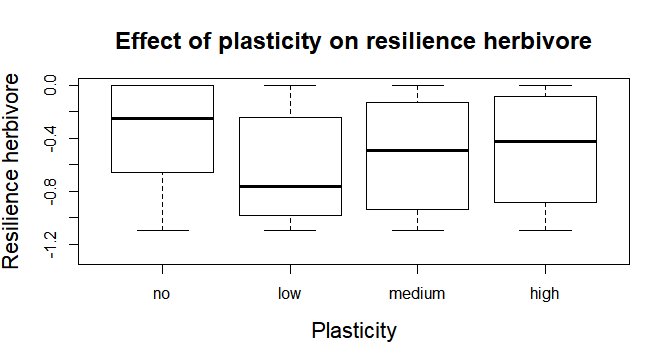 Effect of plasticity on resilience herbivore
Resilience herbivore
0.0
-0.4
-0.8
-1.2
no low medium high
Plasticity